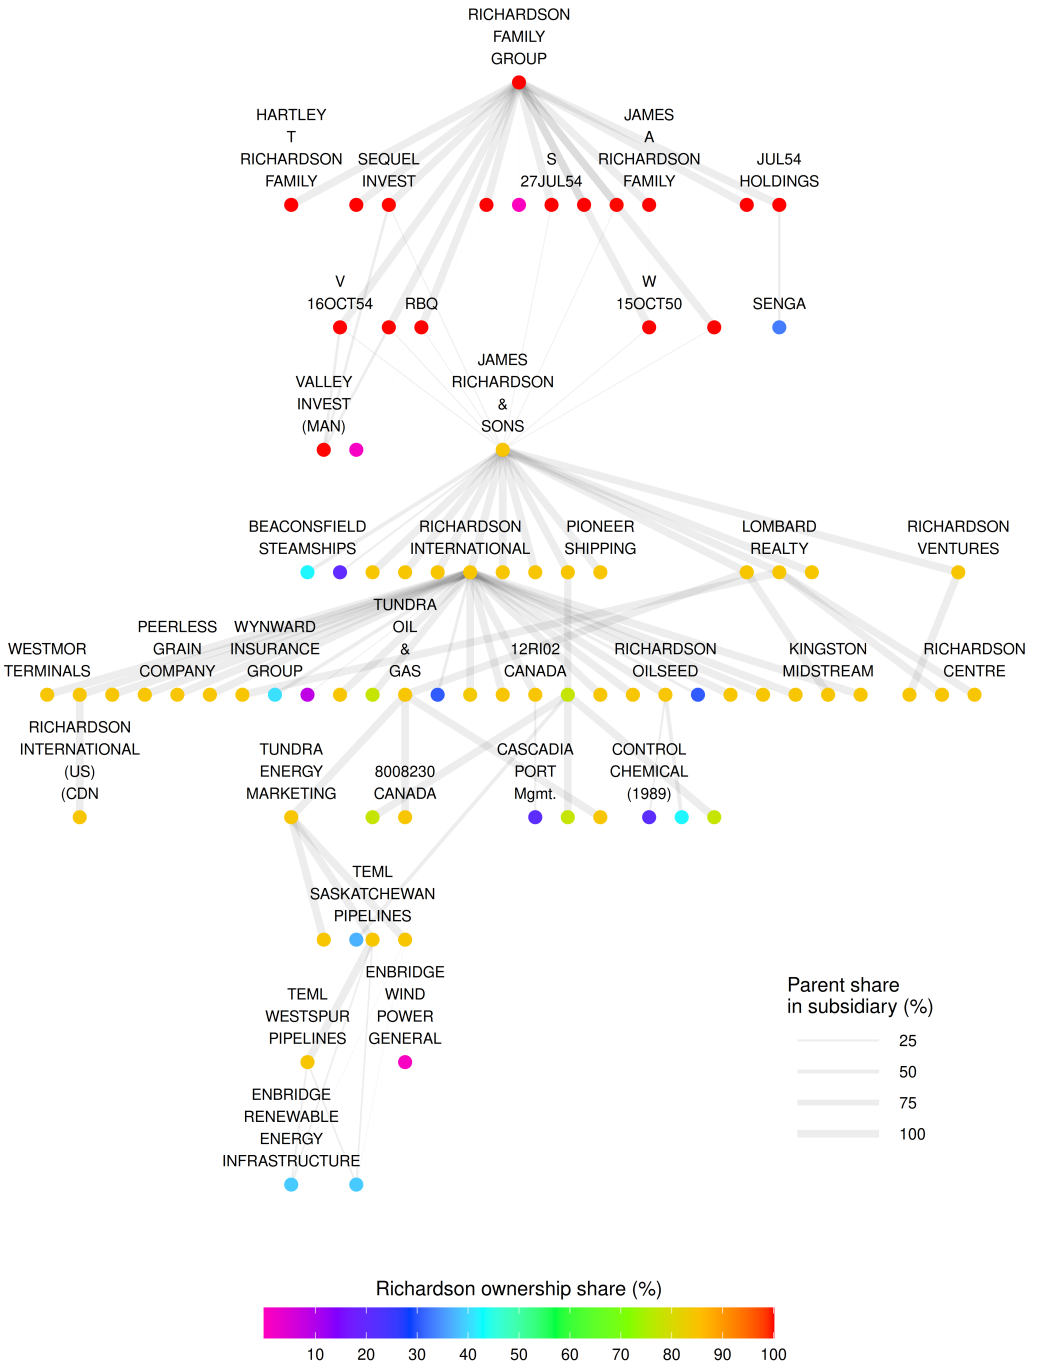 RICHARDSON
FAMILY
GROUP
HARTLEY
T
RICHARDSON
FAMILY
SEQUEL
INVEST
S
27JUL54
JAMES
A
RICHARDSON
FAMILY
JUL54
HOLDINGS
V
16OCT54
RBQ
W
15OCT50
SENGA
VALLEY
INVEST
(MAN)
JAMES
RICHARDSON
&
SONS
BEACONSFIELD
STEAMSHIPS
RICHARDSON
INTERNATIONAL
PIONEER
SHIPPING
LOMBARD
REALTY
RICHARDSON
VENTURES
WESTMOR
TERMINALS
PEERLESS
GRAIN
COMPANY
WYNWARD
INSURANCE
GROUP
TUNDRA
OIL
&
GAS
12RI02
CANADA
RICHARDSON
OILSEED
KINGSTON
MIDSTREAM
RICHARDSON
CENTRE
RICHARDSON
INTERNATIONAL
(US)
(CDN
TUNDRA
ENERGY
MARKETING
8008230
CANADA
CASCADIA
PORT
Mgmt.
CONTROL
CHEMICAL
(1989)
TEML
SASKATCHEWAN
PIPELINES
TEML
WESTSPUR
PIPELINES
ENBRIDGE
WIND
POWER
GENERAL
ENBRIDGE
RENEWABLE
ENERGY
INFRASTRUCTURE
Parent share
in subsidiary (%)
25
50
75
100
Richardson ownership share (%)
10 20 30 40 50 60 70 80 90 100